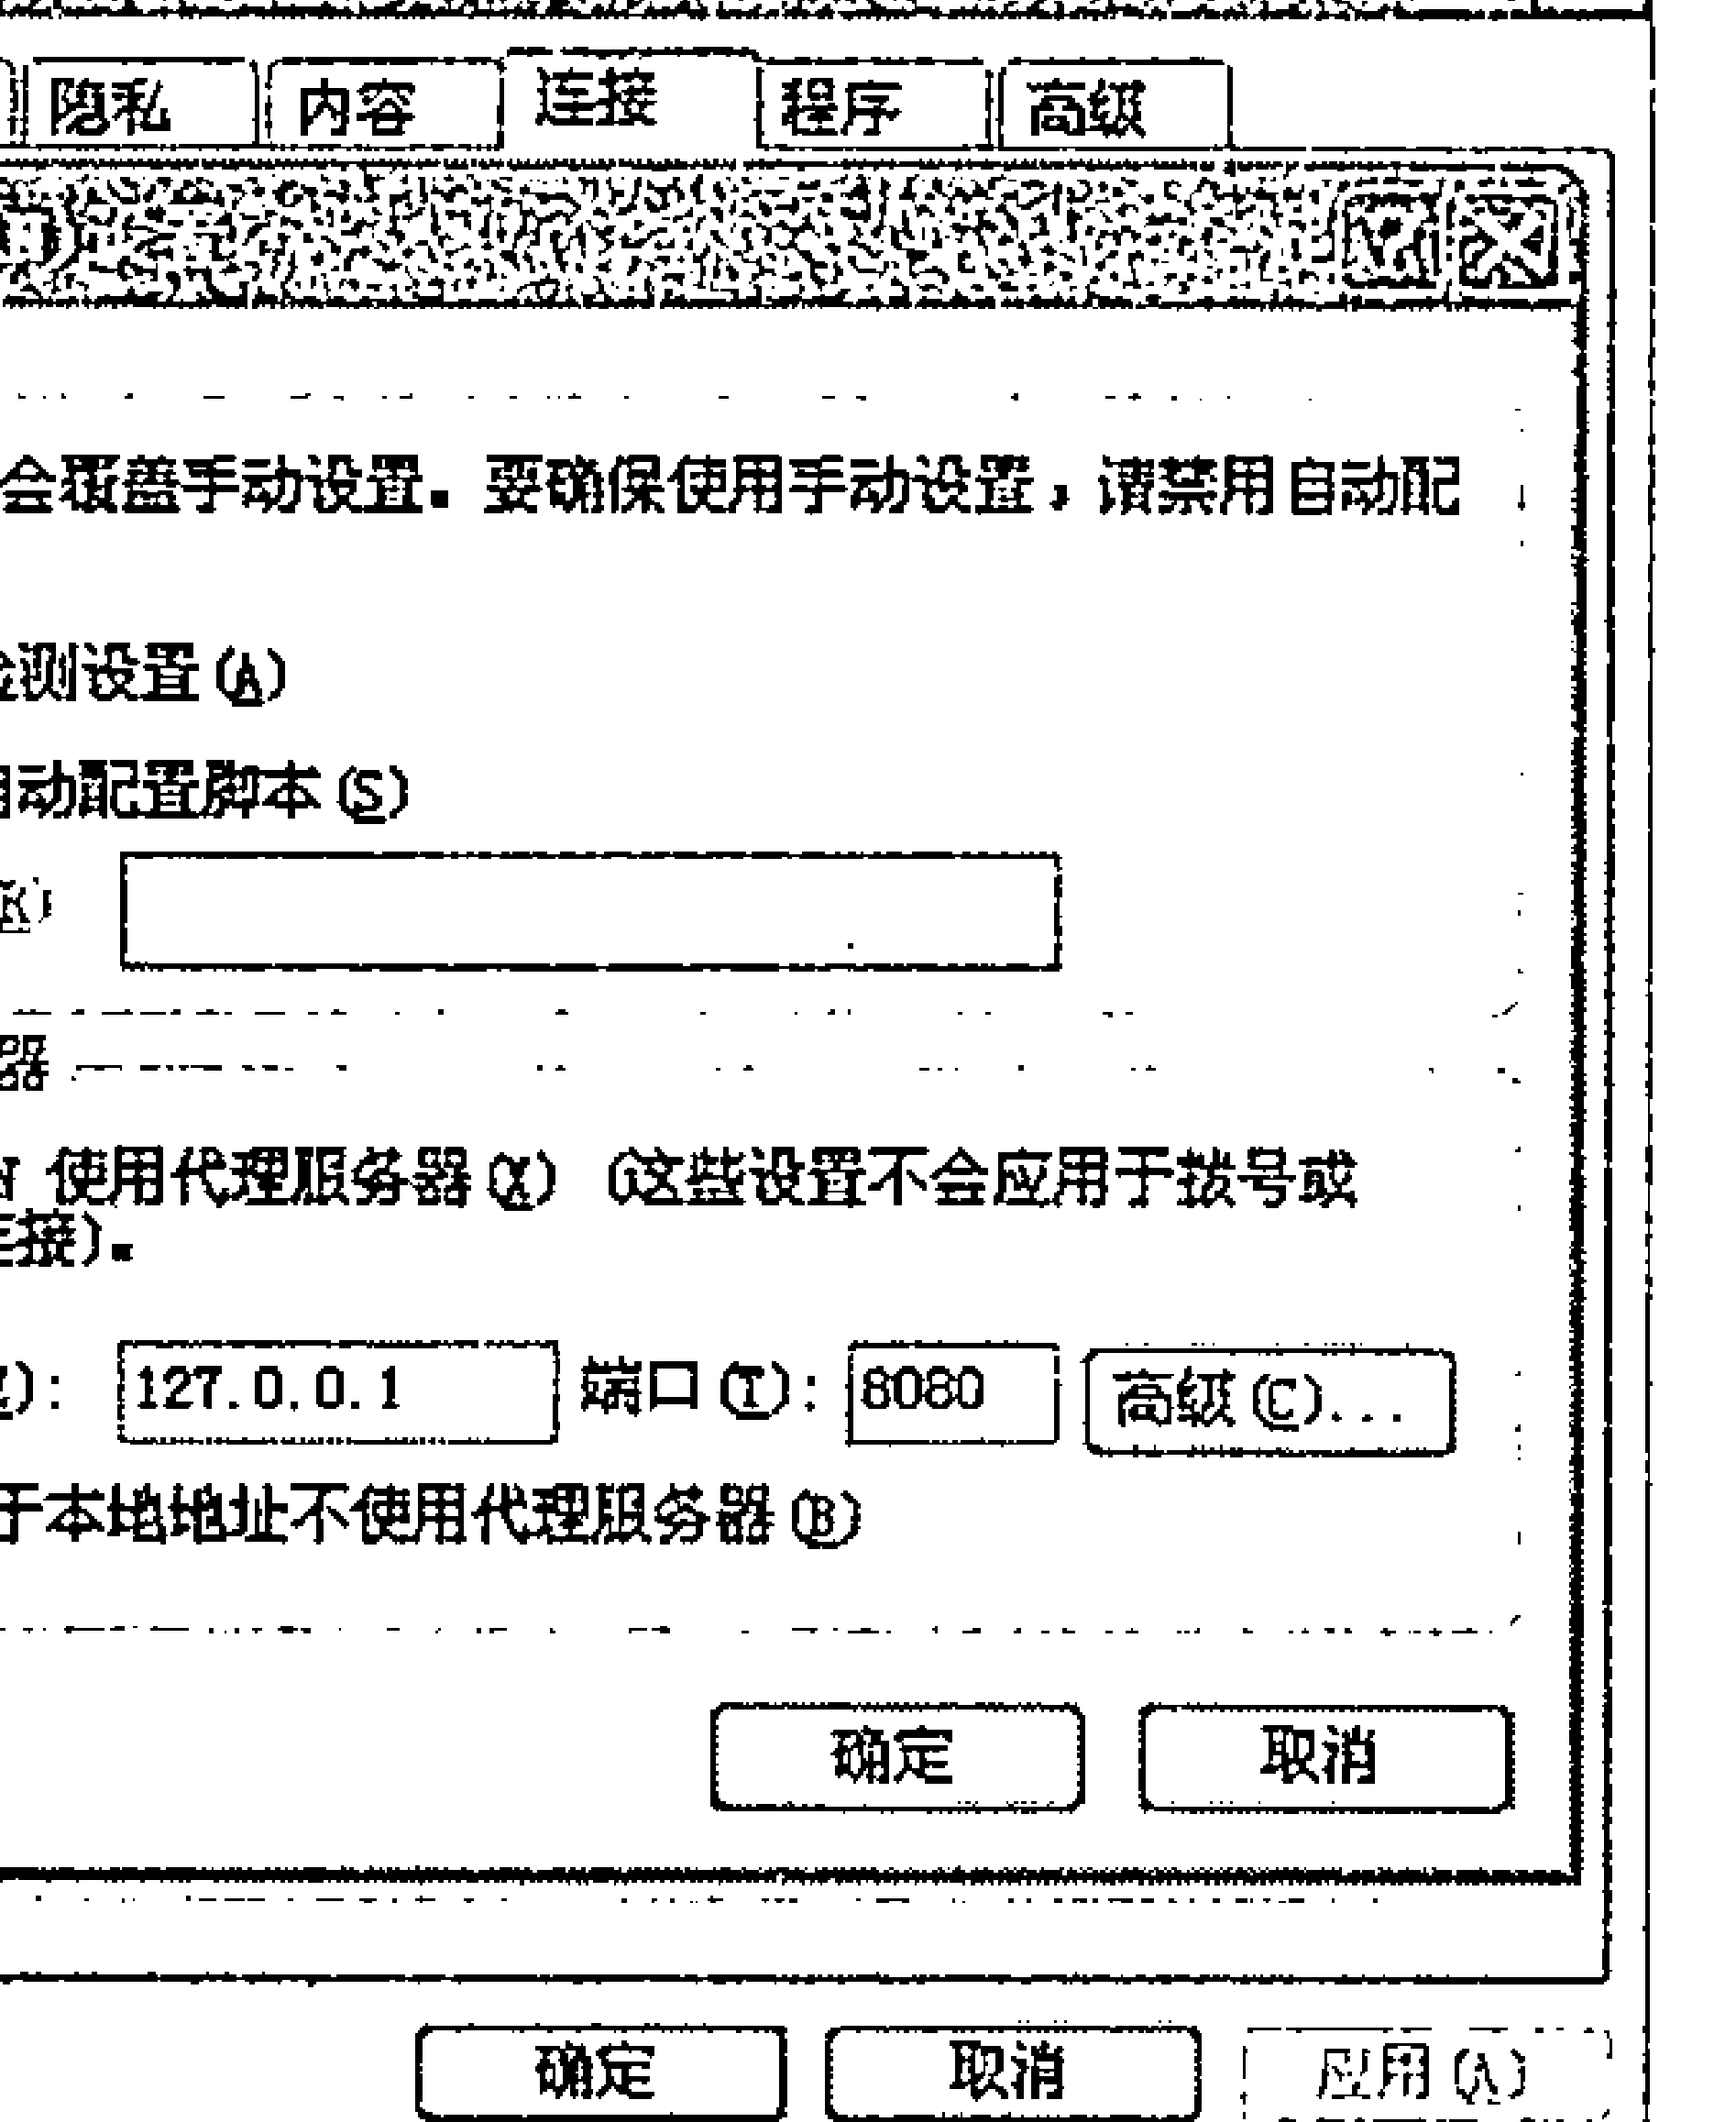 隐私 内容 连接 程序 高级
会覆盖手动设置。要确保使用手动设置，请禁用自动配
测设置(A)
动配置脚本(S)
R)
器
使用代理服务器(X) (这些设置不会应用于拨号或
接)。
): 127.0.0.1 端口(T): 8080 高级(C)...
于本地地址不使用代理服务器(B)
确定 取消
确定 取消 应用(A)